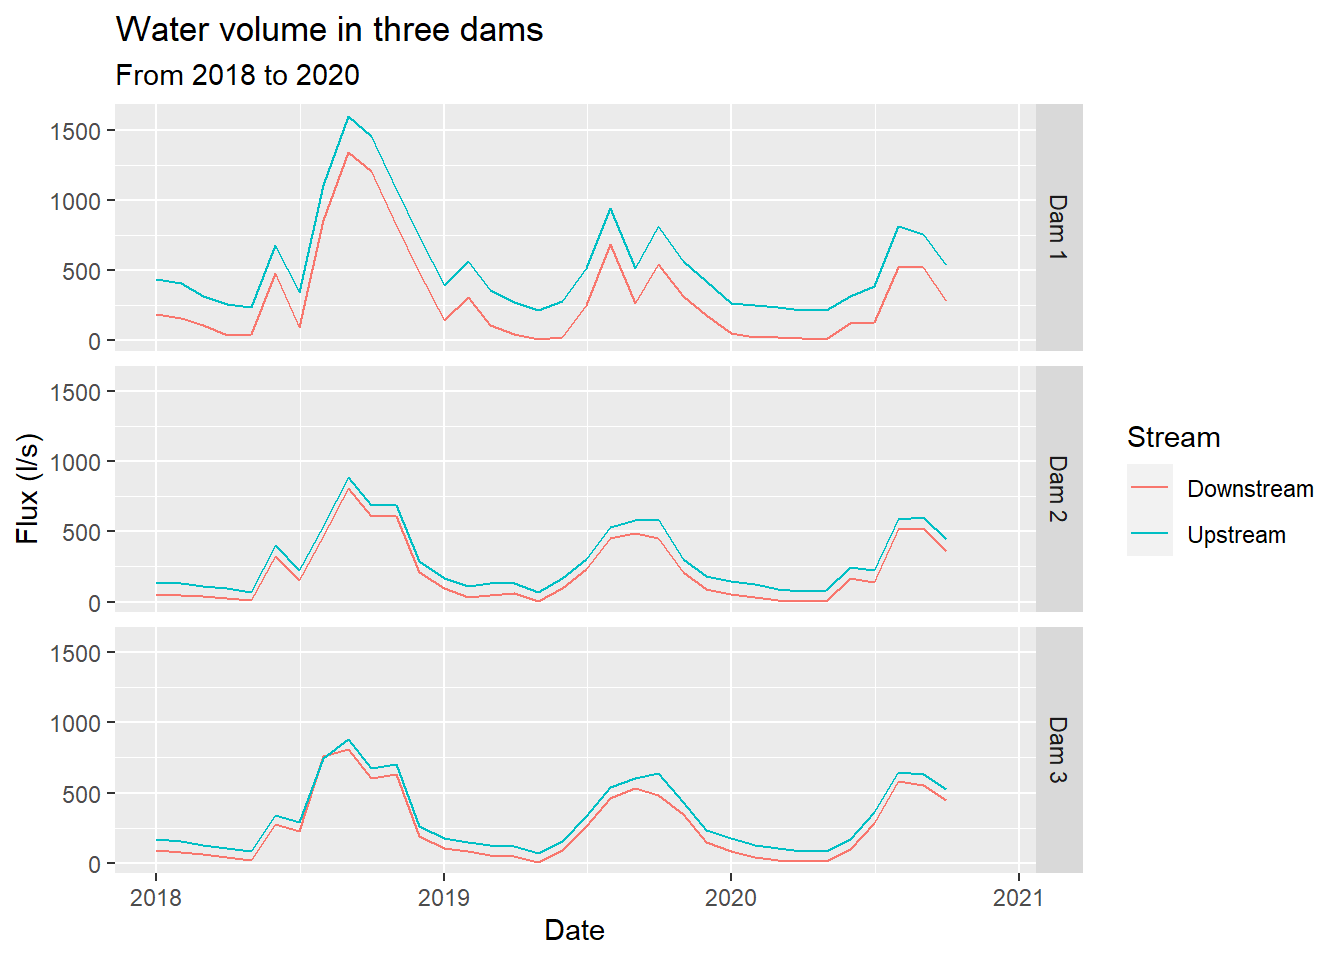 Water volume in three dams
From 2018 to 2020
1500
1000
500
0
Dam 1
1500
1000
500
0
Dam 2
1500
1000
500
0
Dam 3
2018
2019
2020
2021
Date
Flux (l/s)
Stream
Downstream
Upstream